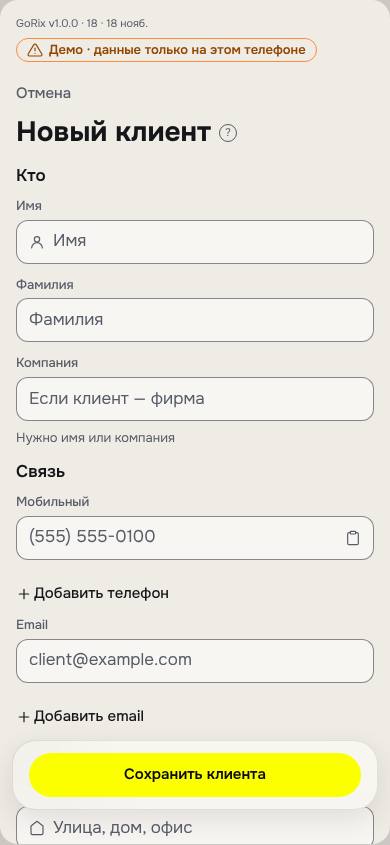 GoRix v1.0.0 · 18 · 18 нояб.
Демо · данные только на этом телефоне
Отмена
Новый клиент ?
Кто
Имя
Имя
Фамилия
Фамилия
Компания
Если клиент — фирма
Нужно имя или компания
Связь
Мобильный
(555) 555-0100
+ Добавить телефон
Email
client@example.com
+ Добавить email
Сохранить клиента
Улица, дом, офис